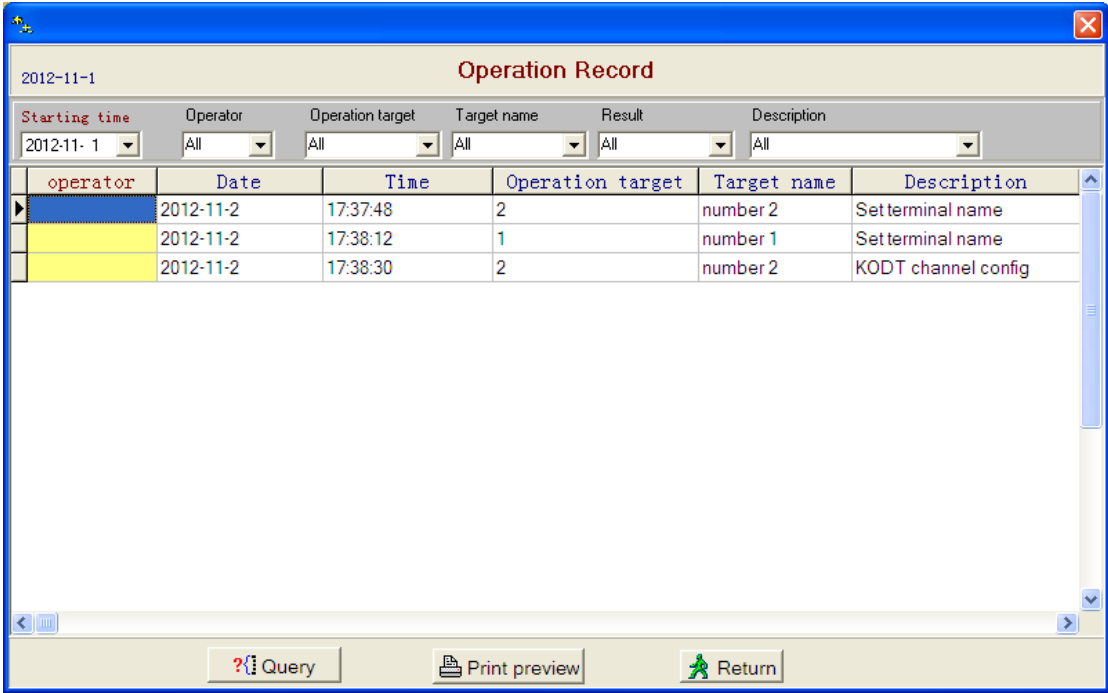 Operation Record
2012-11-1
Starting time Operator Operation target Target name Result Description
2012-11- 1 All All All All All
operator Date Time Operation target Target name Description
2012-11-2 17:37:48 2 number 2 Set terminal name
2012-11-2 17:38:12 1 number 1 Set terminal name
2012-11-2 17:38:30 2 number 2 KODT channel config
?{ Query Print preview Return